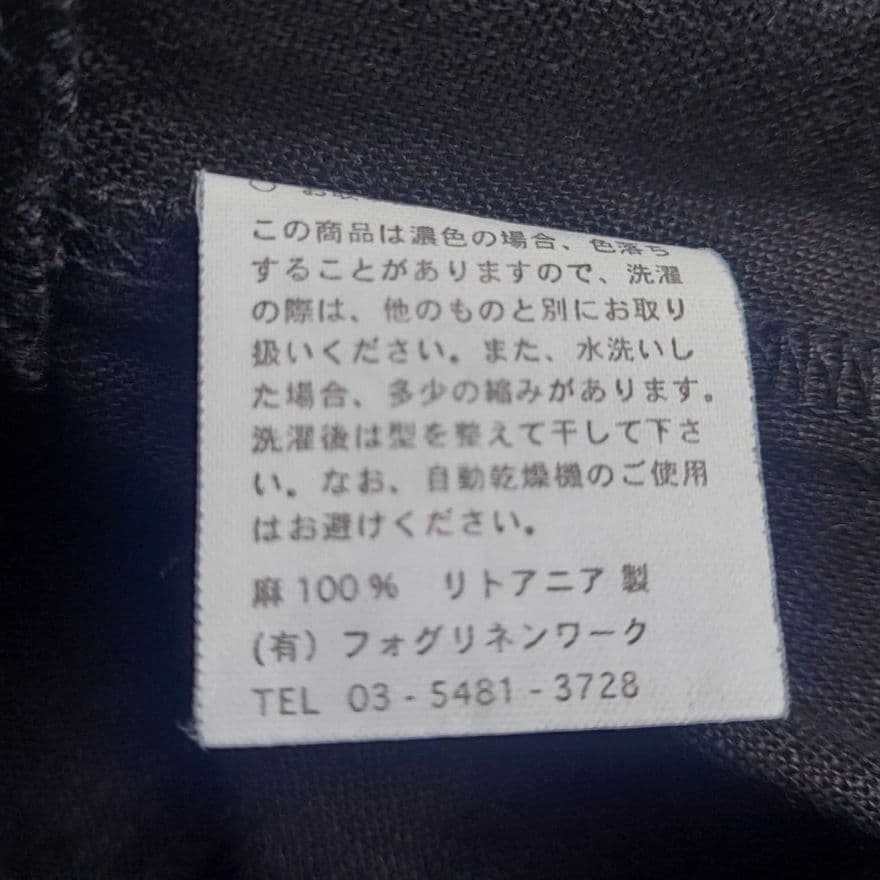 この商品は濃色の場合、色落ち
することがありますので、洗濯
の際は、他のものと別にお取り
扱いください。また、水洗いし
た場合、多少の縮みがあります。
洗濯後は型を整えて干して下さ
い。なお、自動乾燥機のご使用
はお避けください。
麻100% リトアニア製
(有) フォグリネンワーク
TEL 03-5481-3728